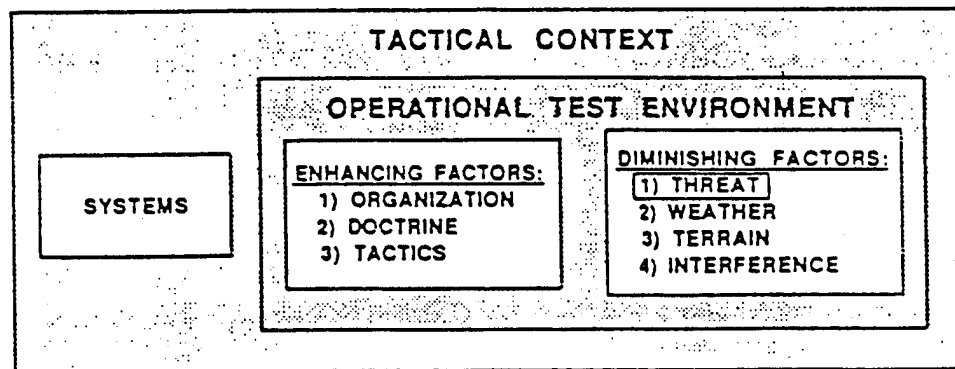 TACTICAL CONTEXT
OPERATIONAL TEST ENVIRONMENT
SYSTEMS
ENHANCING FACTORS:
1) ORGANIZATION
2) DOCTRINE
3) TACTICS
DIMINISHING FACTORS:
1) THREAT
2) WEATHER
3) TERRAIN
4) INTERFERENCE